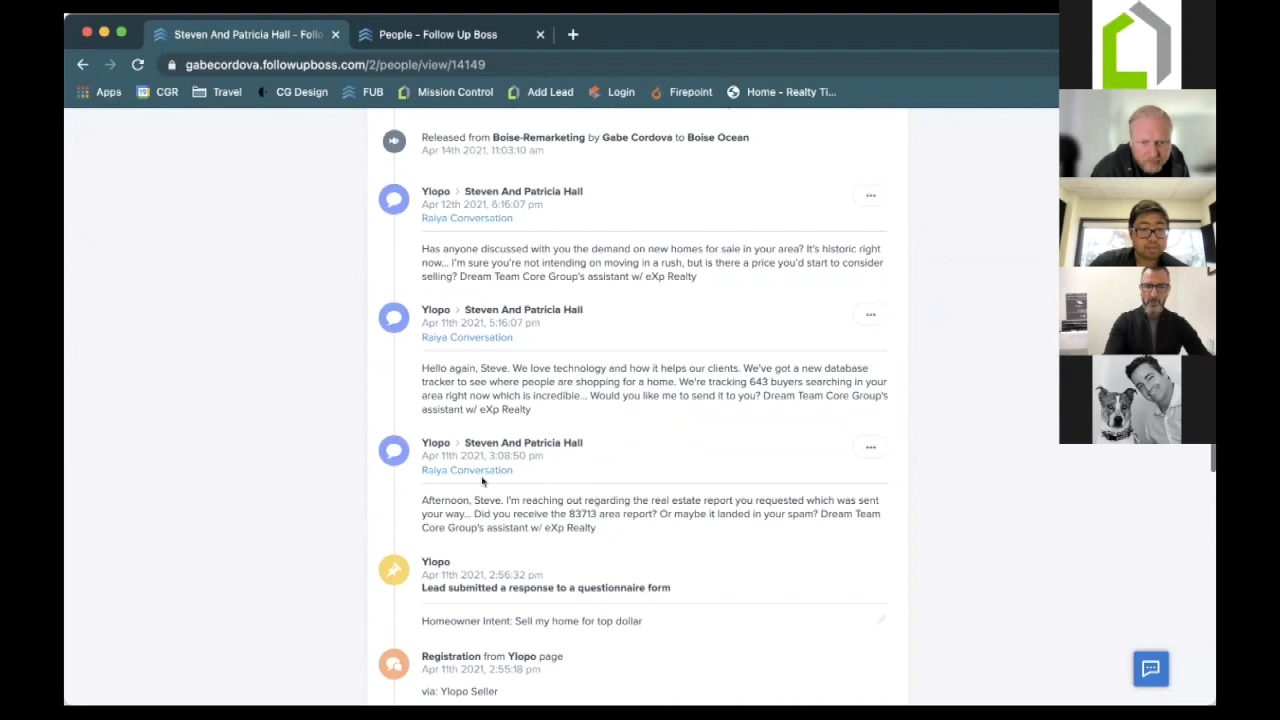 Steven And Patricia Hall - Follo
People - Follow Up Boss
gabecordova.followupboss.com/2/people/view/14149
Apps
CGR
Travel
CG Design
FUB
Mission Control
Add Lead
Login
Firepoint
Home - Realty Ti...
Released from Boise-Remarketing by Gabe Cordova to Boise Ocean
Apr 14th 2021, 11:03:10 am
Ylopo > Steven And Patricia Hall
Apr 12th 2021, 6:16:07 pm
Raiya Conversation
Has anyone discussed with you the demand on new homes for sale in your area? It's historic right
now... I'm sure you're not intending on moving in a rush, but is there a price you'd start to consider
selling? Dream Team Core Group's assistant w/ eXp Realty
Ylopo > Steven And Patricia Hall
Apr 11th 2021, 5:16:07 pm
Raiya Conversation
Hello again, Steve. We love technology and how it helps our clients. We've got a new database
tracker to see where people are shopping for a home. We're tracking 643 buyers searching in your
area right now which is incredible... Would you like me to send it to you? Dream Team Core Group's
assistant w/ eXp Realty
Ylopo > Steven And Patricia Hall
Apr 11th 2021, 3:08:50 pm
Raiya Conversation
Afternoon, Steve. I'm reaching out regarding the real estate report you requested which was sent
your way... Did you receive the 83713 area report? Or maybe it landed in your spam? Dream Team
Core Group's assistant w/ eXp Realty
Ylopo
Apr 11th 2021, 2:56:32 pm
Lead submitted a response to a questionnaire form
Homeowner Intent: Sell my home for top dollar
Registration from Ylopo page
Apr 11th 2021, 2:55:18 pm
via: Ylopo Seller